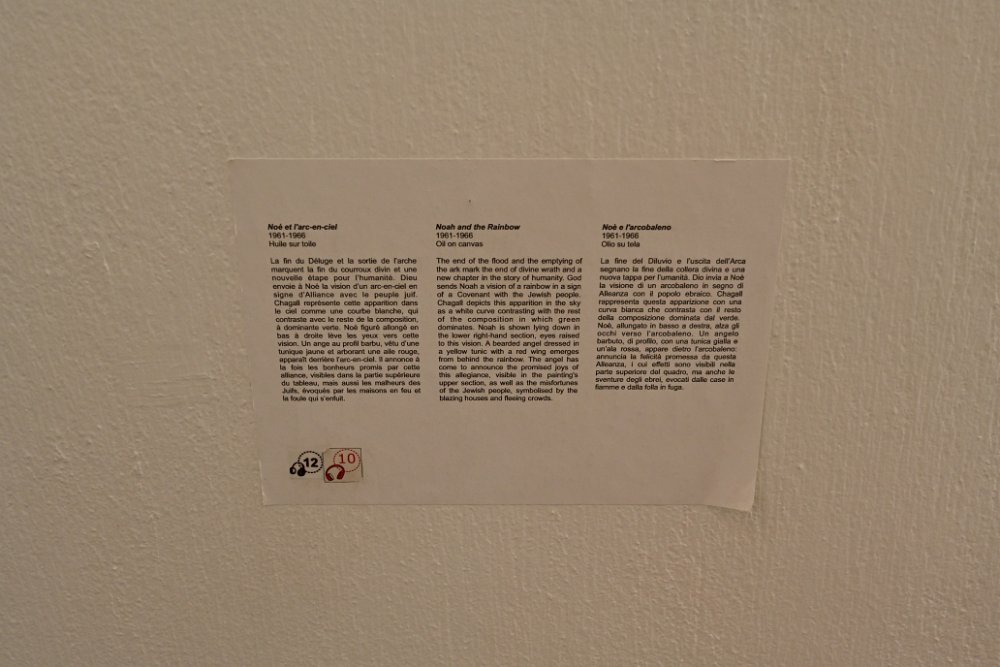 Noé et l'arc-en-ciel
1961-1966
Huile sur toile
La fin du Déluge et la sortie de l'arche
marquent la fin du courroux divin et une
nouvelle étape pour l'humanité. Dieu
envoie à Noé la vision d'un arc-en-ciel en
signe d'Alliance avec le peuple juif.
Chagall représente cette apparition dans
le ciel comme une courbe blanche, qui
contraste avec le reste de la composition,
à dominante verte. Noé figure allongé en
bas à droite lève les yeux vers cette
vision. Un ange au profil barbu, vêtu d'une
tunique jaune et arborant une aile rouge,
apparaît derrière l'arc-en-ciel. Il annonce à
la fois les bonheurs promis par cette
alliance, visibles dans la partie supérieure
du tableau, mais aussi les malheurs des
Juifs, évoqués par les maisons en feu et
la foule qui s'enfuit.
Noah and the Rainbow
1961-1966
Oil on canvas
The end of the flood and the emptying of
the ark mark the end of divine wrath and a
new chapter in the story of humanity. God
sends Noah a vision of a rainbow in a sign
of a Covenant with the Jewish people.
Chagall depicts this apparition in the sky
as a white curve contrasting with the rest
of the composition in which green
dominates. Noah is shown lying down in
the lower right-hand section, eyes raised
to this vision. A bearded angel dressed in
a yellow tunic with a red wing emerges
from behind the rainbow. The angel has
come to announce the promised joys of
this allegiance, visible in the painting's
upper section, as well as the misfortunes
of the Jewish people, symbolised by the
blazing houses and fleeing crowds.
Noè e l'arcobaleno
1961-1966
Olio su tela
La fine del Diluvio e l'uscita dell'Arca
segnano la fine della collera divina e una
nuova tappa per l'umanità. Dio invia a Noè
la visione di un arcobaleno in segno di
Alleanza con il popolo ebraico. Chagall
rappresenta questa apparizione con una
curva bianca che contrasta con il resto
della composizione dominata dal verde.
Noè, allungato in basso a destra, alza gli
occhi verso l'arcobaleno. Un angelo
barbuto, di profilo, con una tunica gialla e
un'ala rossa, appare dietro l'arcobaleno:
annuncia la felicità promessa da questa
Alleanza, i cui effetti sono visibili nella
parte superiore del quadro, ma anche le
sventure degli ebrei, evocati dalle case in
fiamme e dalla folla in fuga.
12
10